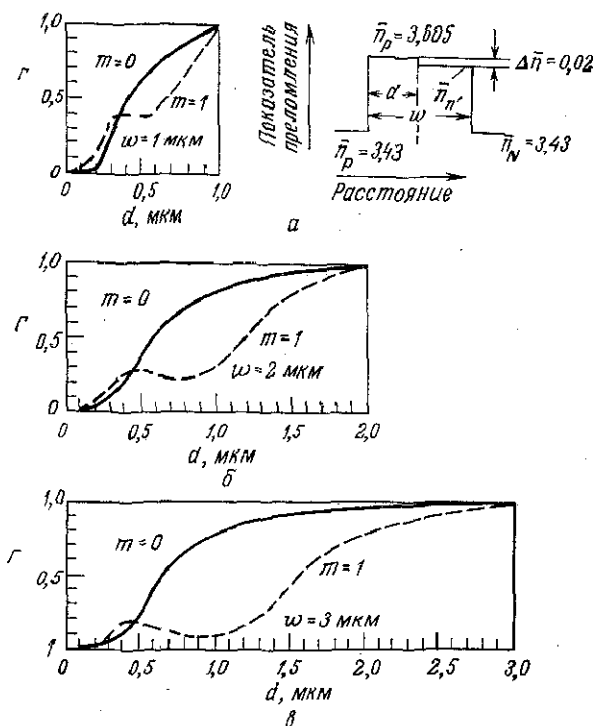 Г
1,0
0,5
0
m=0
m=1
w=1 мкм
0
0,5
1,0
d, мкм
Показатель
преломления
n̄p=3,605
Δn̄=0,02
n̄n'
d
w
n̄p=3,43
n̄N=3,43
Расстояние
а
Г
1,0
0,5
0
m=0
m=1
w=2 мкм
0
0,5
1,0
1,5
2,0
d, мкм
б
Г
1,0
0,5
1
m=0
m=1
w=3 мкм
0
0,5
1,0
1,5
2,0
2,5
3,0
d, мкм
в